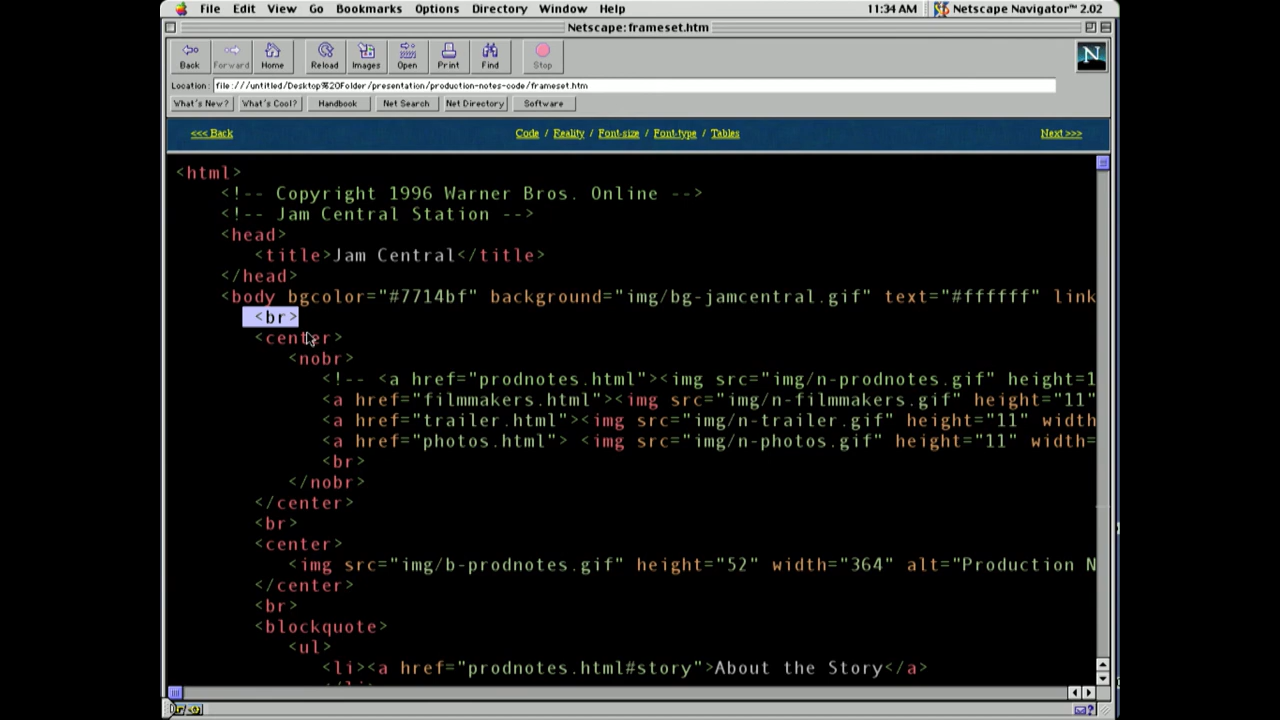 File Edit View Go Bookmarks Options Directory Window Help 11:34 AM Netscape Navigator™ 2.02
Netscape: frameset.htm
Back Forward Home Reload Images Open Print Find Stop
N
Location: file:///untitled/Desktop%20Folder/presentation/production-notes-code/frameset.htm
What's New? What's Cool? Handbook Net Search Net Directory Software
<<< Back Code / Reality / Font-size / Font-type / Tables Next >>>
<html>
<!-- Copyright 1996 Warner Bros. Online -->
<!-- Jam Central Station -->
<head>
<title>Jam Central</title>
</head>
<body bgcolor="#7714bf" background="img/bg-jamcentral.gif" text="#ffffff" link
<br>
<center>
<nobr>
<!-- <a href="prodnotes.html"><img src="img/n-prodnotes.gif" height=1
<a href="filmmakers.html"><img src="img/n-filmmakers.gif" height="11"
<a href="trailer.html"><img src="img/n-trailer.gif" height="11" width
<a href="photos.html"> <img src="img/n-photos.gif" height="11" width=
<br>
</nobr>
</center>
<br>
<center>
<img src="img/b-prodnotes.gif" height="52" width="364" alt="Production N
</center>
<br>
<blockquote>
<ul>
<li><a href="prodnotes.html#story">About the Story</a>